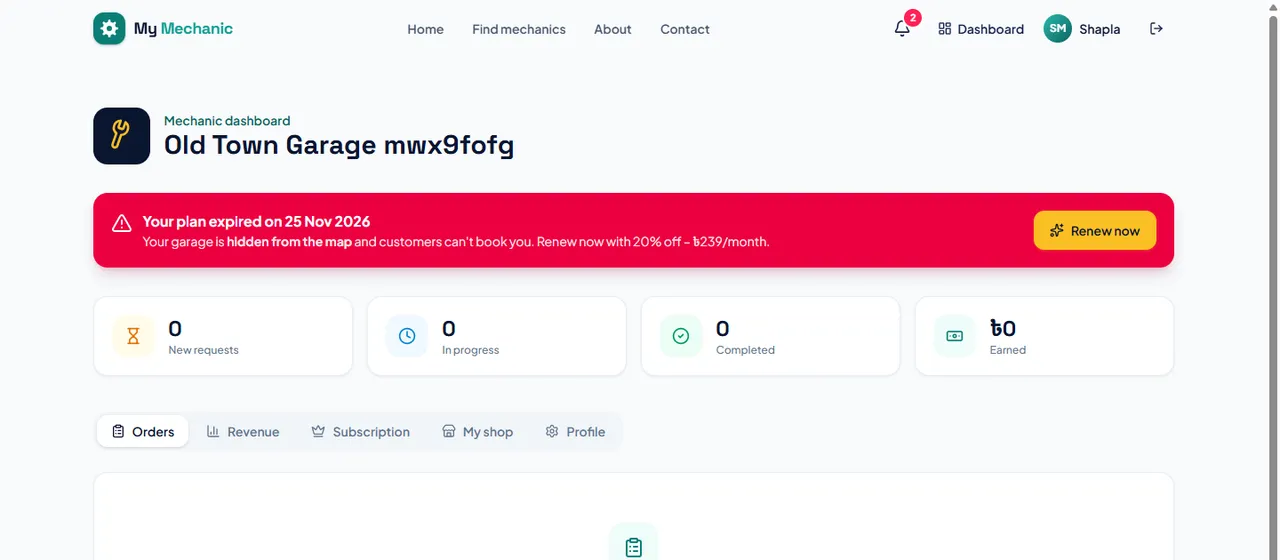 My Mechanic
Home
Find mechanics
About
Contact
2
Dashboard
SM
Shapla
Mechanic dashboard
Old Town Garage mwx9fofg
Your plan expired on 25 Nov 2026
Your garage is hidden from the map and customers can't book you. Renew now with 20% off – ৳239/month.
Renew now
0
New requests
0
In progress
0
Completed
৳0
Earned
Orders
Revenue
Subscription
My shop
Profile